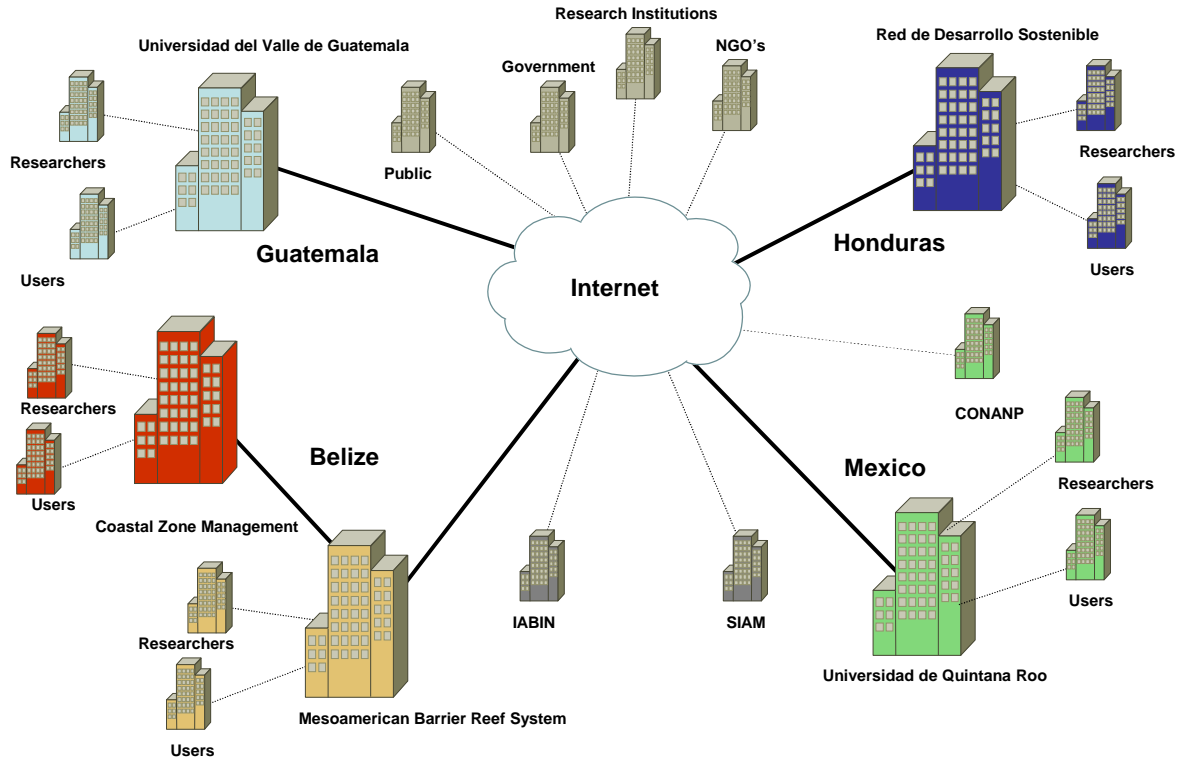 Research Institutions
Universidad del Valle de Guatemala
Red de Desarrollo Sostenible
NGO's
Government
Researchers
Public
Researchers
Users
Guatemala
Honduras
Users
Internet
Researchers
CONANP
Belize
Mexico
Researchers
Users
Coastal Zone Management
Users
IABIN
SIAM
Researchers
Universidad de Quintana Roo
Mesoamerican Barrier Reef System
Users